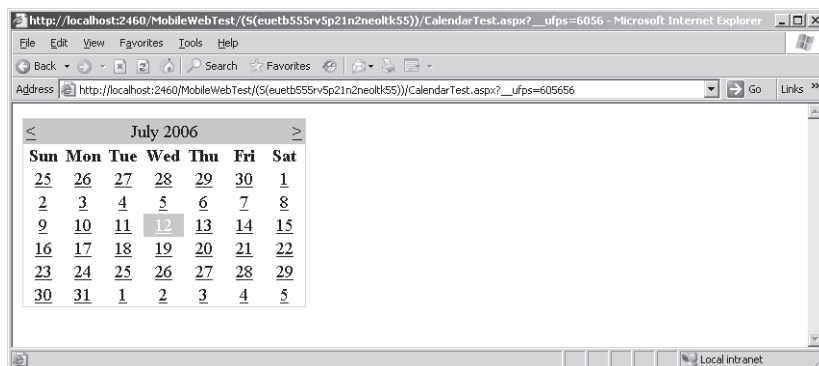 http://localhost:2460/MobileWebTest/(S(euetb555rv5p21n2neoltk55))/CalendarTest.aspx?__ufps=6056 - Microsoft Internet Explorer
File Edit View Favorites Tools Help
Back Search Favorites
Address http://localhost:2460/MobileWebTest/(S(euetb555rv5p21n2neoltk55))/CalendarTest.aspx?__ufps=605656 Go Links »
< July 2006 >
Sun Mon Tue Wed Thu Fri Sat
25 26 27 28 29 30 1
2 3 4 5 6 7 8
9 10 11 12 13 14 15
16 17 18 19 20 21 22
23 24 25 26 27 28 29
30 31 1 2 3 4 5
Local intranet